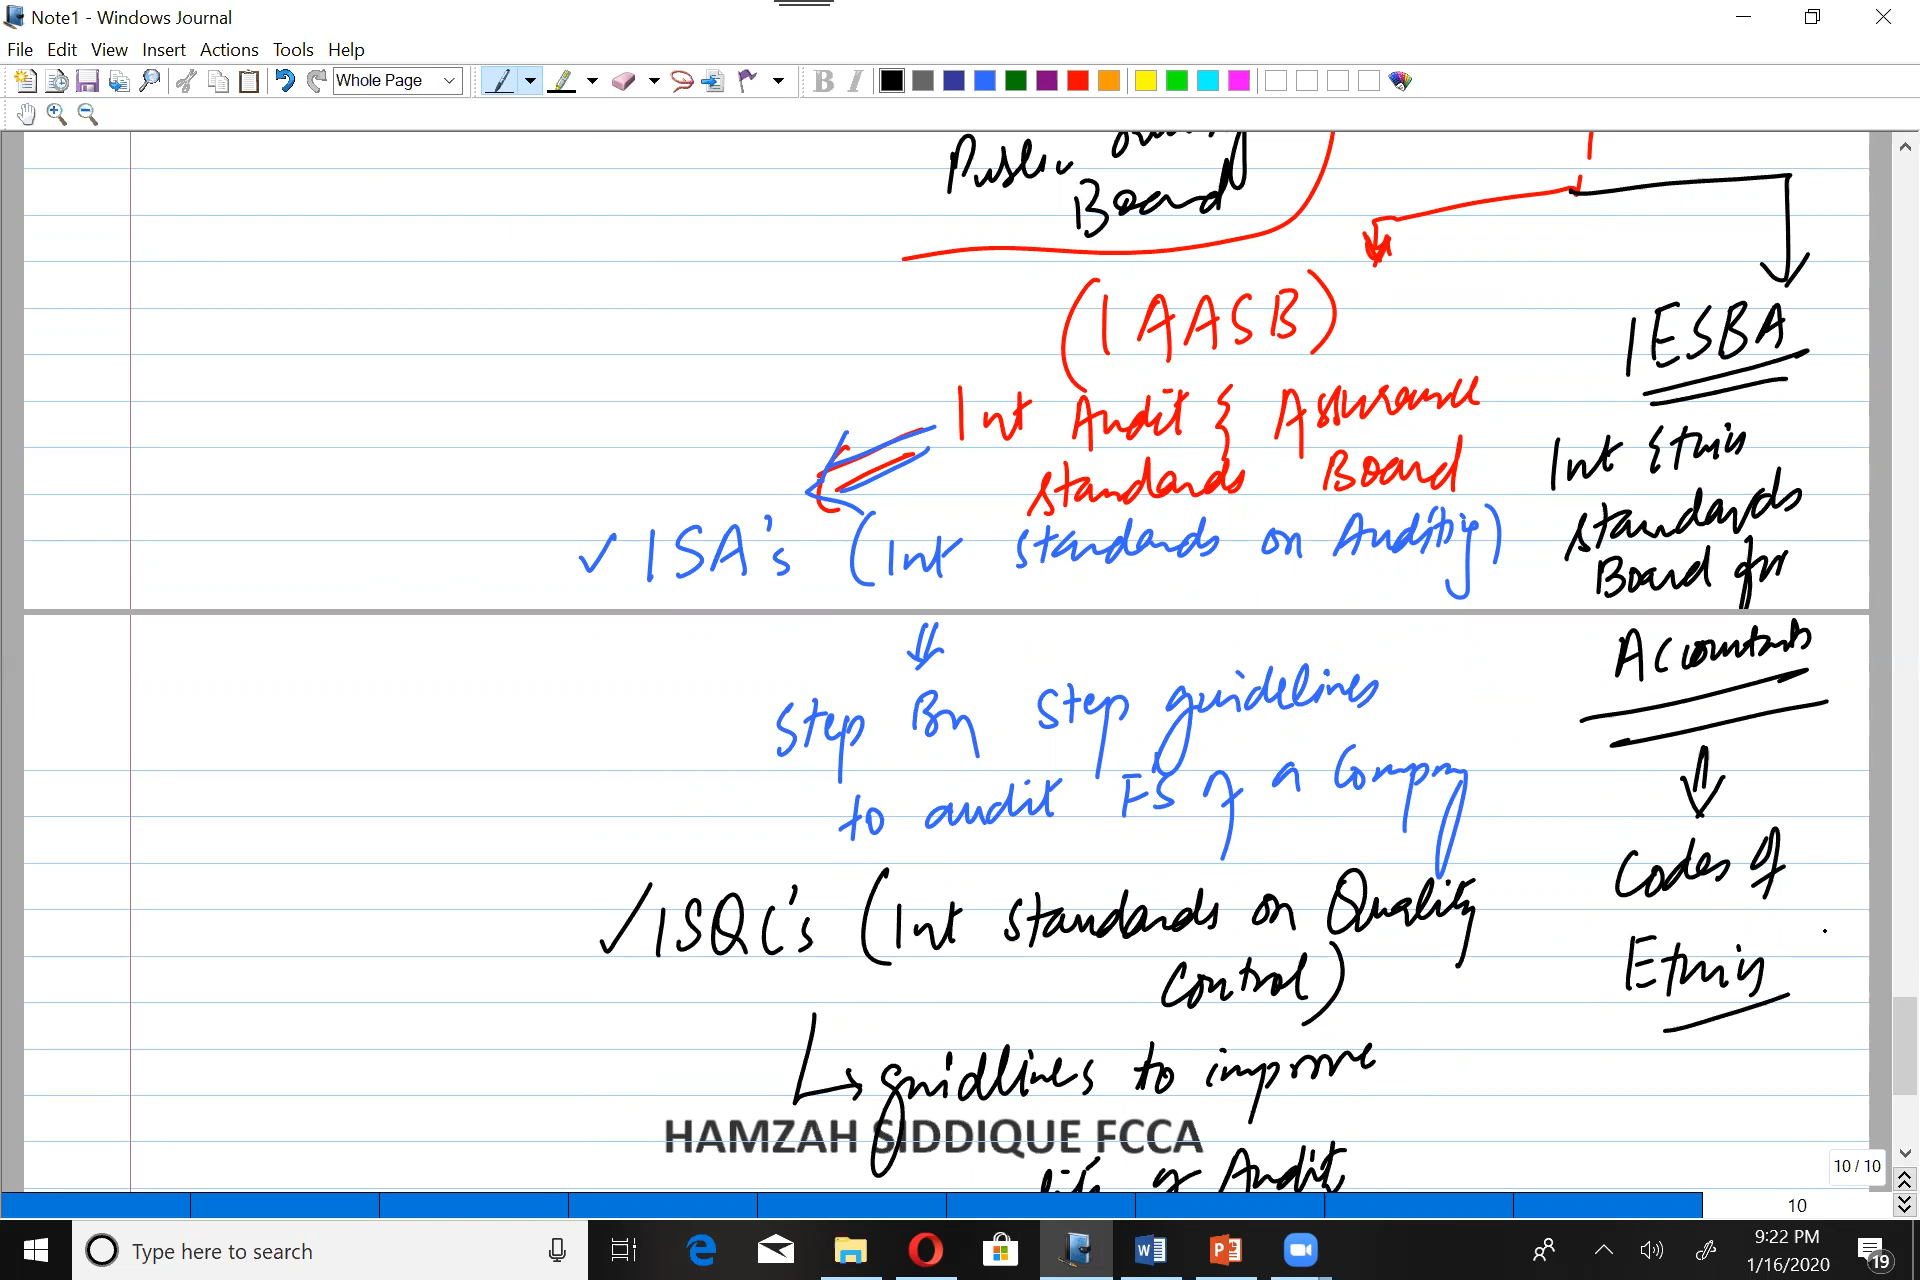 Note1 - Windows Journal
File Edit View Insert Actions Tools Help
Whole Page
B I
Public
Board
(IAASB)
Int Audit & Assurance
Standards Board
✓ ISA's (Int Standards on Auditing)
IESBA
Int Ethics
Standards
Board for
Accountants
Codes of
Ethics
Step By Step guidelines
to audit FS of a Company
✓ ISQC's (Int Standards on Quality
Control)
guidlines to improve
of Audit
HAMZAH SIDDIQUE FCCA
10 / 10
10
Type here to search
9:22 PM
1/16/2020
19